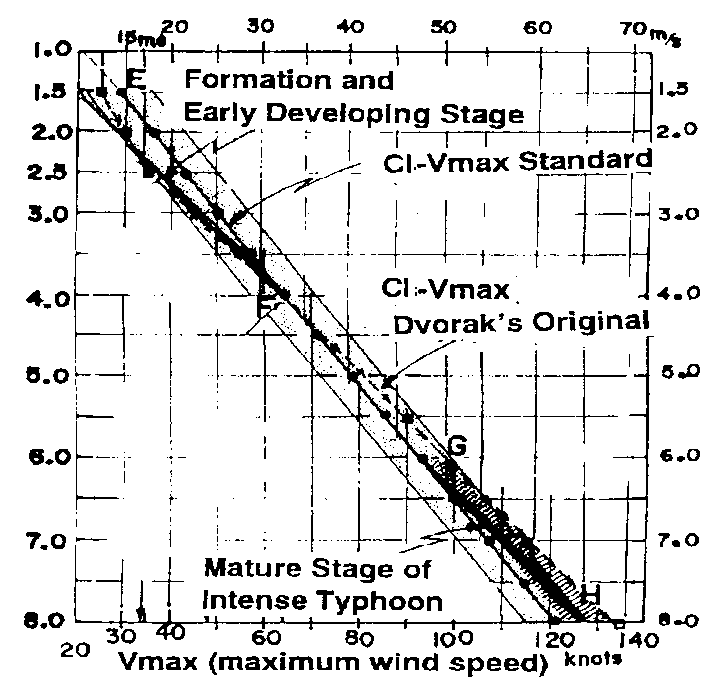 15 ms 20 30 40 50 60 70 m/s
1.0
1.5 E Formation and 1.5
2.0 Early Developing Stage 2.0
2.5 CI-Vmax Standard 2.5
3.0 3.0
4.0 F CI-Vmax 4.0
Dvorak's Original
5.0 5.0
G
6.0 6.0
7.0 7.0
Mature Stage of
Intense Typhoon H
8.0 8.0
20 30 40 60 80 100 120 140
Vmax (maximum wind speed) knots